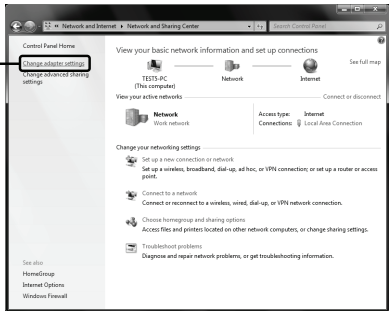 Network and Internet ▸ Network and Sharing Center
Search Control Panel
Control Panel Home
Change adapter settings
Change advanced sharing
settings
See also
HomeGroup
Internet Options
Windows Firewall
View your basic network information and set up connections
See full map
TEST5-PC
(This computer)
Network
Internet
View your active networks
Connect or disconnect
Network
Work network
Access type: Internet
Connections: Local Area Connection
Change your networking settings
Set up a new connection or network
Set up a wireless, broadband, dial-up, ad hoc, or VPN connection; or set up a router or access
point.
Connect to a network
Connect or reconnect to a wireless, wired, dial-up, or VPN network connection.
Choose homegroup and sharing options
Access files and printers located on other network computers, or change sharing settings.
Troubleshoot problems
Diagnose and repair network problems, or get troubleshooting information.